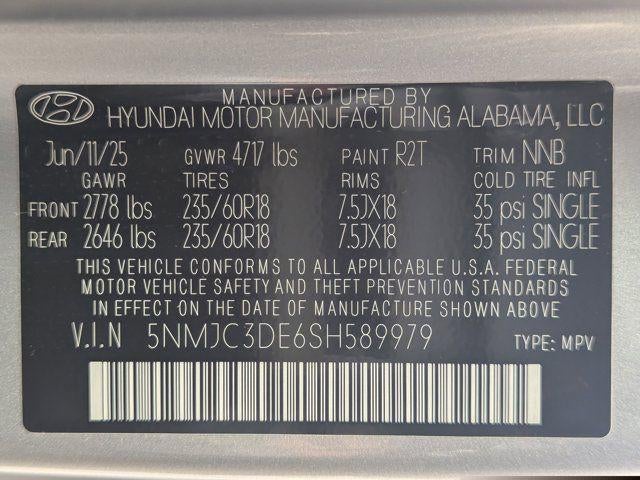 MANUFACTURED BY
HYUNDAI MOTOR MANUFACTURING ALABAMA, LLC
Jun/11/25 GVWR 4717 lbs PAINT R2T TRIM NNB
GAWR TIRES RIMS COLD TIRE INFL
FRONT 2778 lbs 235/60R18 7.5JX18 35 psi SINGLE
REAR 2646 lbs 235/60R18 7.5JX18 35 psi SINGLE
THIS VEHICLE CONFORMS TO ALL APPLICABLE U.S.A. FEDERAL
MOTOR VEHICLE SAFETY AND THEFT PREVENTION STANDARDS
IN EFFECT ON THE DATE OF MANUFACTURE SHOWN ABOVE.
V.I.N 5NMJC3DE6SH589979 TYPE: MPV